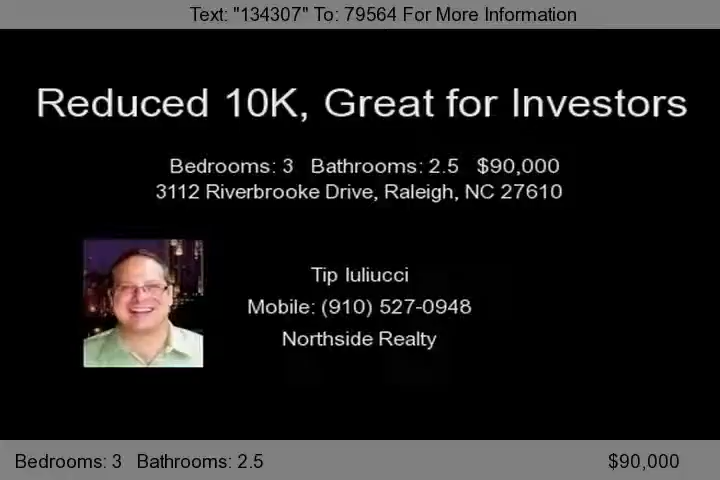 Text: "134307" To: 79564 For More Information
Reduced 10K, Great for Investors
Bedrooms: 3 Bathrooms: 2.5 $90,000
3112 Riverbrooke Drive, Raleigh, NC 27610
Tip Iuliucci
Mobile: (910) 527-0948
Northside Realty
Bedrooms: 3 Bathrooms: 2.5 $90,000